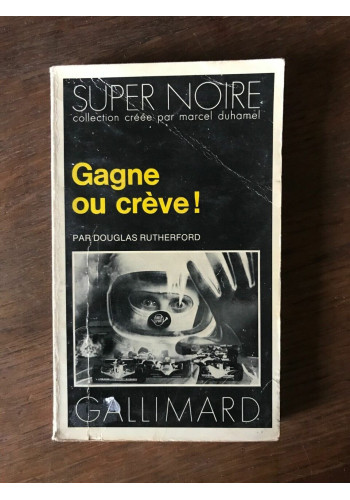 SUPER NOIRE
collection créée par marcel duhamel
Gagne
ou crève!
PAR DOUGLAS RUTHERFORD
GALLIMARD